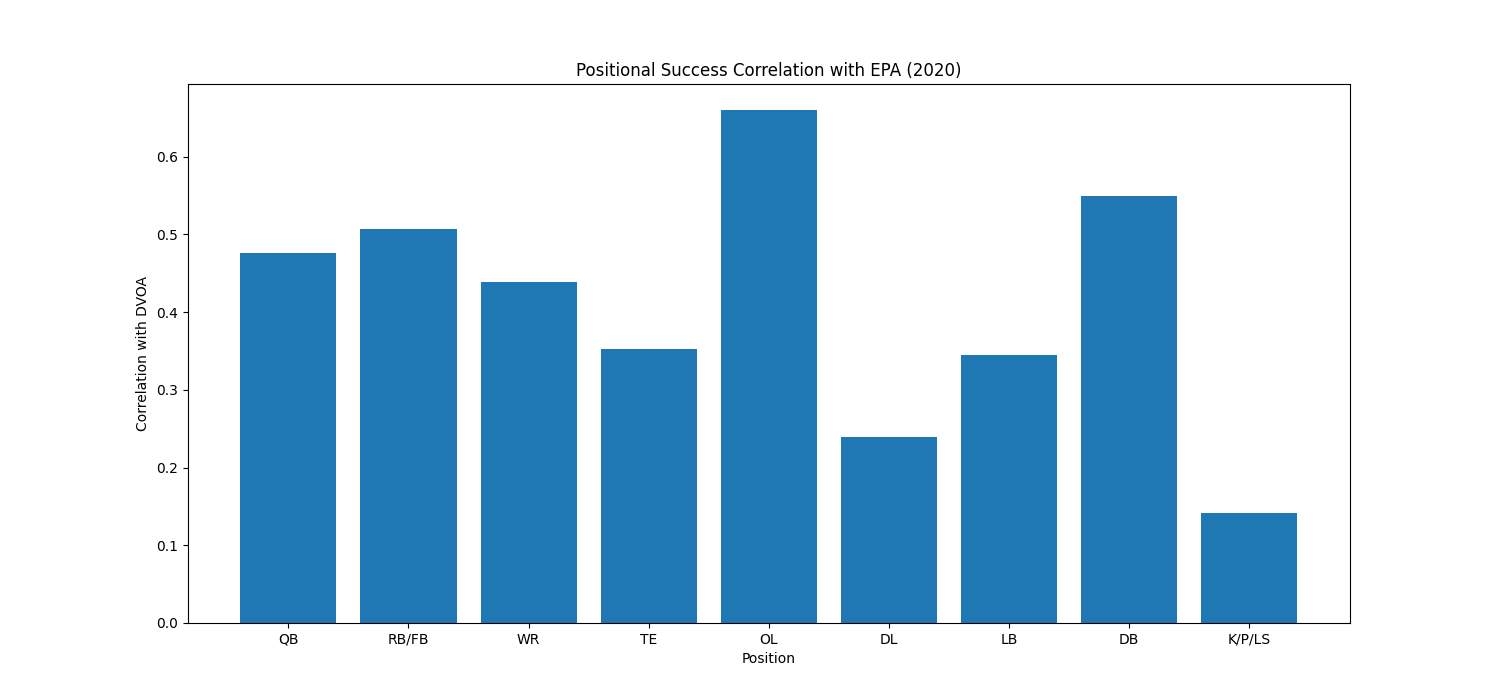 Positional Success Correlation with EPA (2020)
Correlation with DVOA
0.6
0.5
0.4
0.3
0.2
0.1
0.0
QB RB/FB WR TE OL DL LB DB K/P/LS
Position